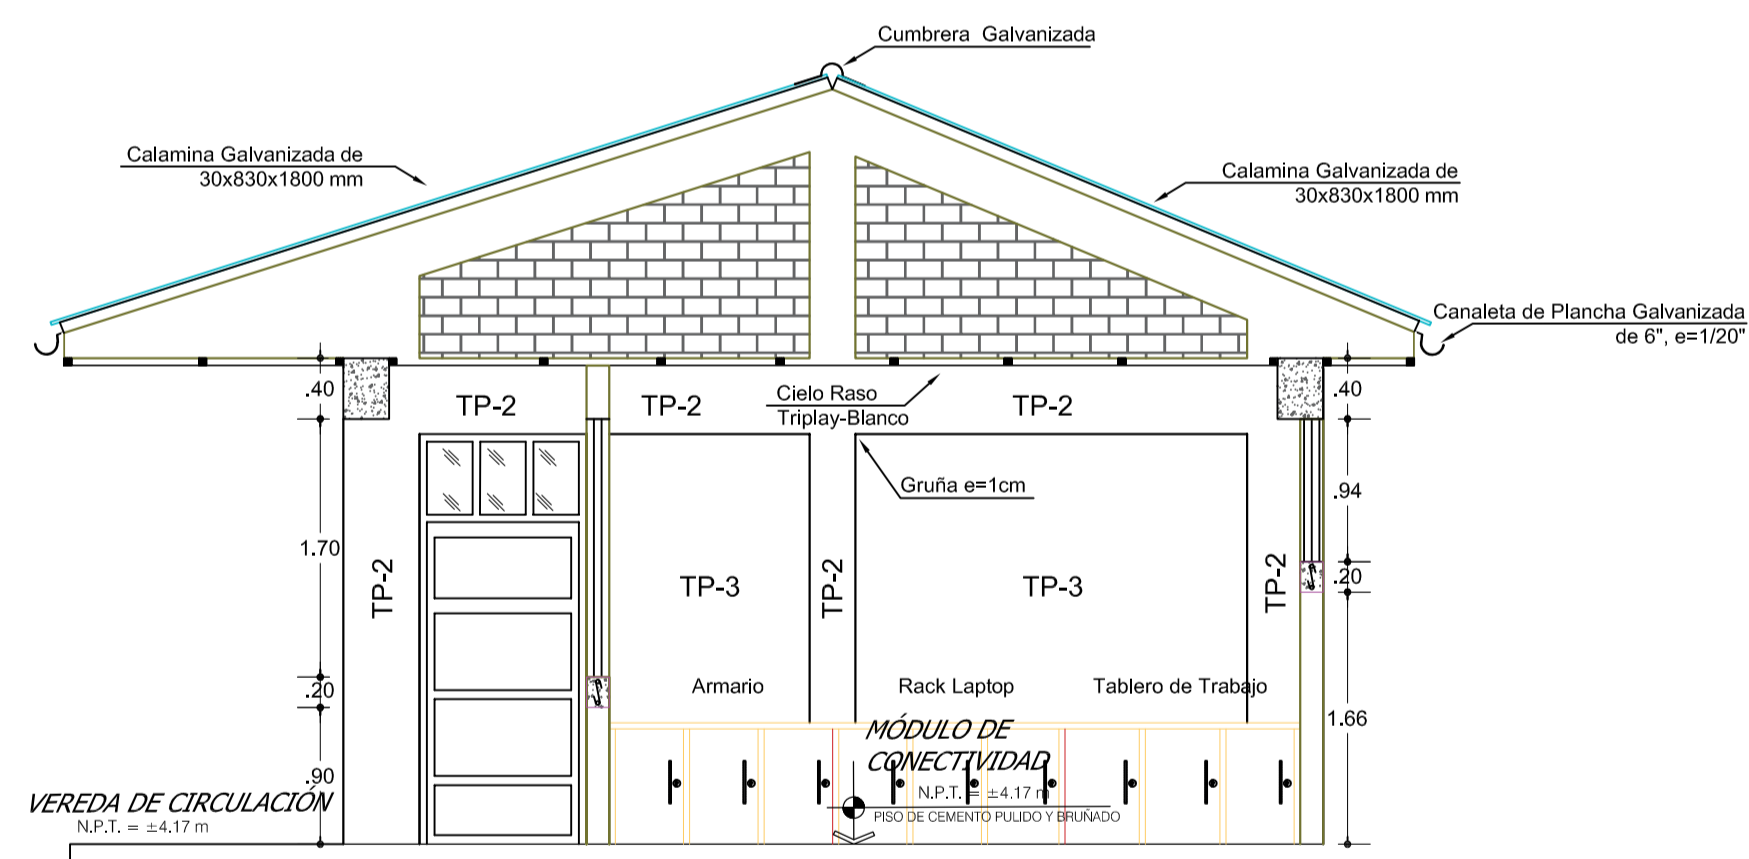 Cumbrera Galvanizada
Calamina Galvanizada de
30x830x1800 mm
Calamina Galvanizada de
30x830x1800 mm
Canaleta de Plancha Galvanizada
de 6", e=1/20"
.40
TP-2
TP-2
Cielo Raso
Triplay-Blanco
TP-2
.40
Gruña e=1cm
.94
1.70
TP-2
TP-3
TP-2
TP-3
TP-2
.20
.20
Armario
Rack Laptop
Tablero de Trabajo
1.66
MÓDULO DE
CONECTIVIDAD
N.P.T. = ±4.17 m
PISO DE CEMENTO PULIDO Y BRUÑADO
.90
VEREDA DE CIRCULACIÓN
N.P.T. = ±4.17 m